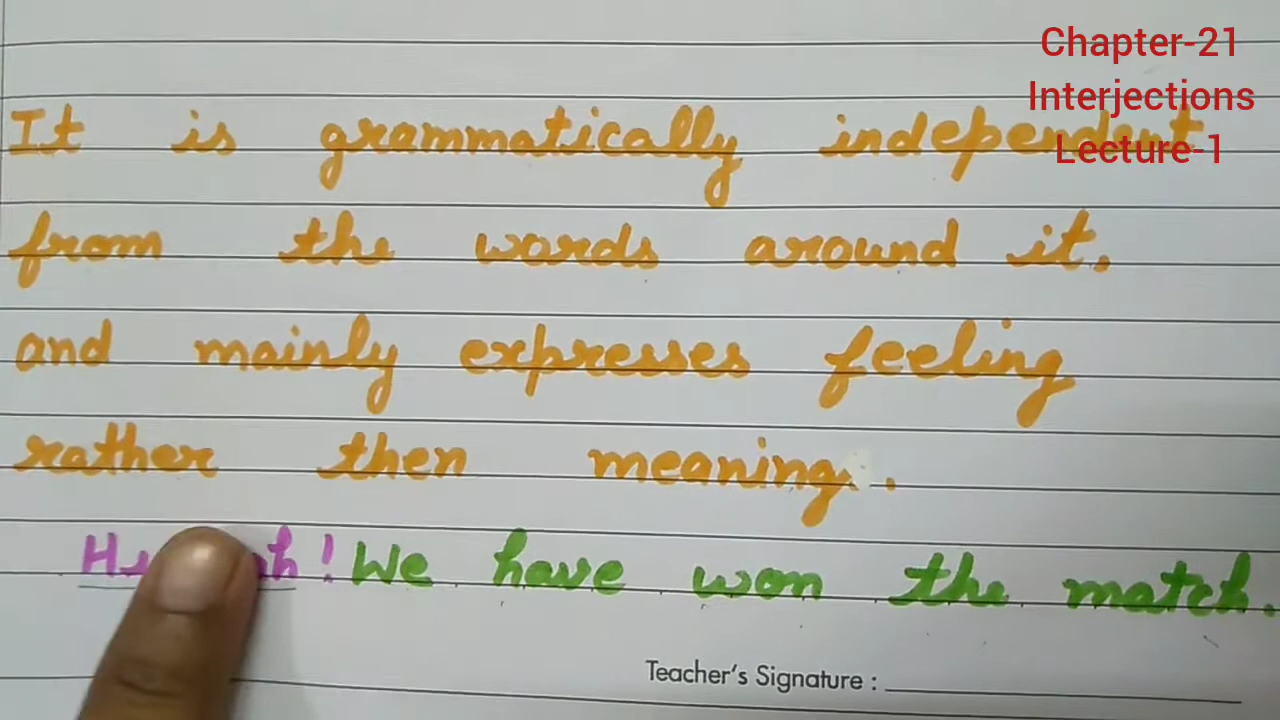 Chapter-21
Interjections
Lecture-1
It is grammatically independent
from the words around it.
and mainly expresses feeling
rather then meaning.
! We have won the match.
Teacher's Signature :